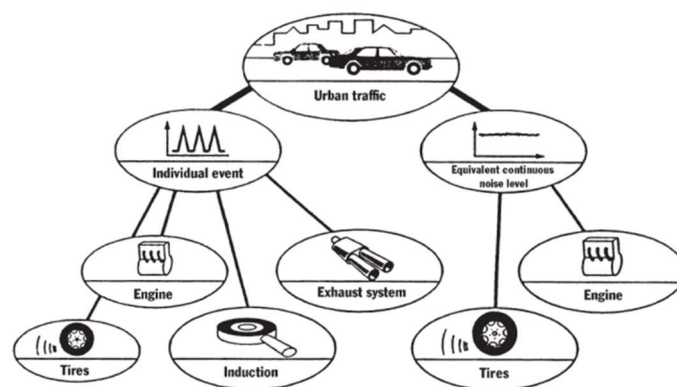 Urban traffic
Individual event
Equivalent continuous
noise level
Engine
Exhaust system
Engine
Tires
Induction
Tires